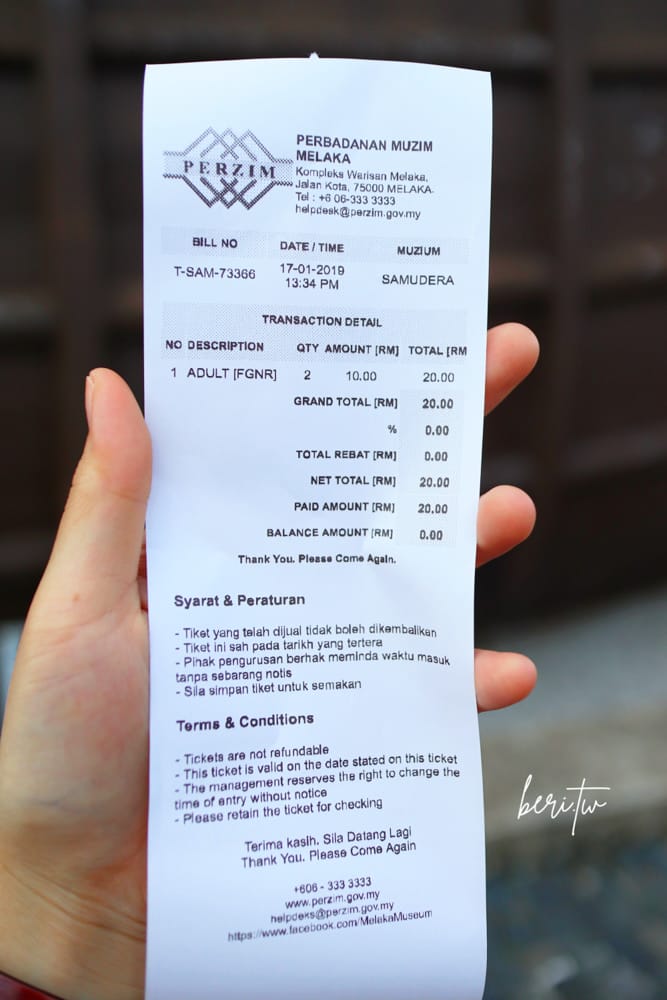 PERZIM
PERBADANAN MUZIM
MELAKA
Kompleks Warisan Melaka,
Jalan Kota, 75000 MELAKA.
Tel : +6 06-333 3333
helpdesk@perzim.gov.my
BILL NO DATE / TIME MUZIUM
T-SAM-73366 17-01-2019 SAMUDERA
13:34 PM
TRANSACTION DETAIL
NO DESCRIPTION QTY AMOUNT [RM] TOTAL [RM
1 ADULT [FGNR] 2 10.00 20.00
GRAND TOTAL [RM] 20.00
% 0.00
TOTAL REBAT [RM] 0.00
NET TOTAL [RM] 20.00
PAID AMOUNT [RM] 20.00
BALANCE AMOUNT [RM] 0.00
Thank You. Please Come Again.
Syarat & Peraturan
- Tiket yang telah dijual tidak boleh dikembalikan
- Tiket ini sah pada tarikh yang tertera
- Pihak pengurusan berhak meminda waktu masuk
tanpa sebarang notis
- Sila simpan tiket untuk semakan
Terms & Conditions
- Tickets are not refundable
- This ticket is valid on the date stated on this ticket
- The management reserves the right to change the
time of entry without notice
- Please retain the ticket for checking
Terima kasih. Sila Datang Lagi
Thank You. Please Come Again
+606 - 333 3333
www.perzim.gov.my
helpdeks@perzim.gov.my
https://www.facebook.com/MelakaMuseum
beri.tw